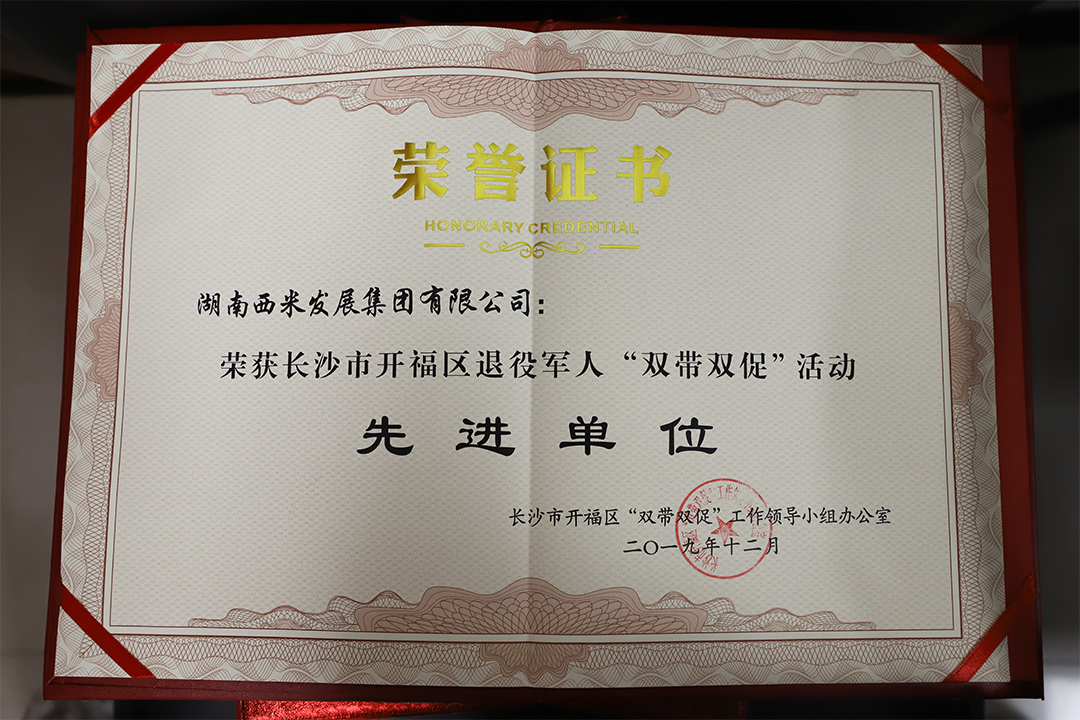 荣誉证书
HONORARY CREDENTIAL
湖南西米发展集团有限公司：
荣获长沙市开福区退役军人“双带双促”活动
先进单位
长沙市开福区“双带双促”工作领导小组办公室
二〇一九年十二月